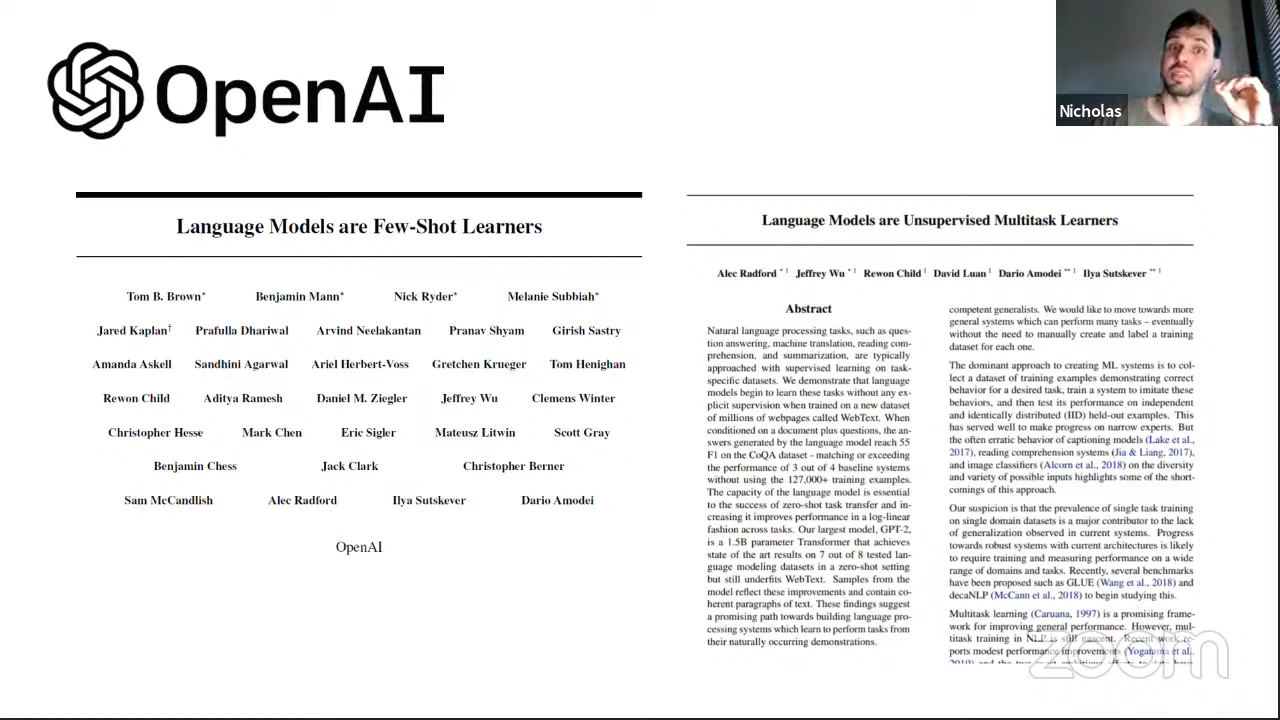 OpenAI
Nicholas
Language Models are Few-Shot Learners
Tom B. Brown* Benjamin Mann* Nick Ryder* Melanie Subbiah*
Jared Kaplan† Prafulla Dhariwal Arvind Neelakantan Pranav Shyam Girish Sastry
Amanda Askell Sandhini Agarwal Ariel Herbert-Voss Gretchen Krueger Tom Henighan
Rewon Child Aditya Ramesh Daniel M. Ziegler Jeffrey Wu Clemens Winter
Christopher Hesse Mark Chen Eric Sigler Mateusz Litwin Scott Gray
Benjamin Chess Jack Clark Christopher Berner
Sam McCandlish Alec Radford Ilya Sutskever Dario Amodei
OpenAI
Language Models are Unsupervised Multitask Learners
Alec Radford *1 Jeffrey Wu *1 Rewon Child 1 David Luan 1 Dario Amodei **1 Ilya Sutskever **1
Abstract
Natural language processing tasks, such as ques-
tion answering, machine translation, reading com-
prehension, and summarization, are typically
approached with supervised learning on task-
specific datasets. We demonstrate that language
models begin to learn these tasks without any ex-
plicit supervision when trained on a new dataset
of millions of webpages called WebText. When
conditioned on a document plus questions, the an-
swers generated by the language model reach 55
F1 on the CoQA dataset - matching or exceeding
the performance of 3 out of 4 baseline systems
without using the 127,000+ training examples.
The capacity of the language model is essential
to the success of zero-shot task transfer and in-
creasing it improves performance in a log-linear
fashion across tasks. Our largest model, GPT-2,
is a 1.5B parameter Transformer that achieves
state of the art results on 7 out of 8 tested lan-
guage modeling datasets in a zero-shot setting
but still underfits WebText. Samples from the
model reflect these improvements and contain co-
herent paragraphs of text. These findings suggest
a promising path towards building language pro-
cessing systems which learn to perform tasks from
their naturally occurring demonstrations.
competent generalists. We would like to move towards more
general systems which can perform many tasks – eventually
without the need to manually create and label a training
dataset for each one.
The dominant approach to creating ML systems is to col-
lect a dataset of training examples demonstrating correct
behavior for a desired task, train a system to imitate these
behaviors, and then test its performance on independent
and identically distributed (IID) held-out examples. This
has served well to make progress on narrow experts. But
the often erratic behavior of captioning models (Lake et al.,
2017), reading comprehension systems (Jia & Liang, 2017),
and image classifiers (Alcorn et al., 2018) on the diversity
and variety of possible inputs highlights some of the short-
comings of this approach.
Our suspicion is that the prevalence of single task training
on single domain datasets is a major contributor to the lack
of generalization observed in current systems. Progress
towards robust systems with current architectures is likely
to require training and measuring performance on a wide
range of domains and tasks. Recently, several benchmarks
have been proposed such as GLUE (Wang et al., 2018) and
decaNLP (McCann et al., 2018) to begin studying this.
Multitask learning (Caruana, 1997) is a promising frame-
work for improving general performance. However, mul-
titask training in NLP is still nascent. Recent work re-
ports modest performance improvements (Yogatama et al.,
zoom